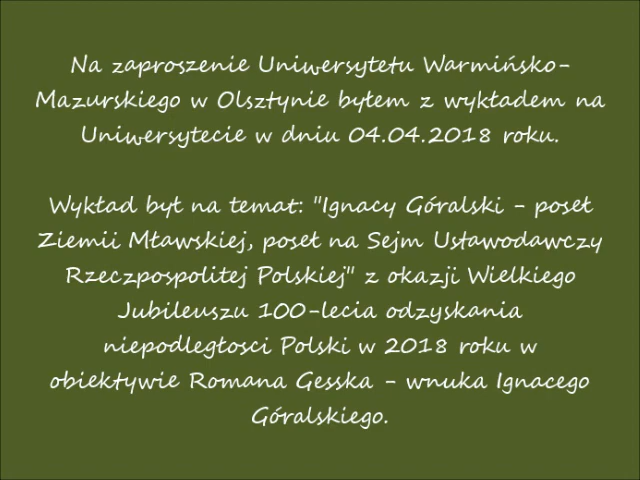 Na zaproszenie Uniwersytetu Warmińsko-
Mazurskiego w Olsztynie byłem z wykładem na
Uniwersytecie w dniu 04.04.2018 roku.
Wykład był na temat: "Ignacy Góralski - poseł
Ziemii Mławskiej, poseł na Sejm Ustawodawczy
Rzeczpospolitej Polskiej" z okazji Wielkiego
Jubileuszu 100-lecia odzyskania
niepodległosci Polski w 2018 roku w
obiektywie Romana Gesska - wnuka Ignacego
Góralskiego.